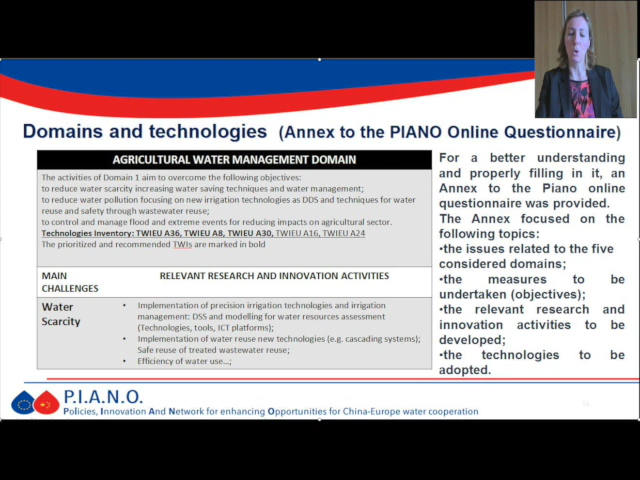 Domains and technologies (Annex to the PIANO Online Questionnaire)
AGRICULTURAL WATER MANAGEMENT DOMAIN
The activities of Domain 1 aim to overcome the following objectives:
to reduce water scarcity increasing water saving techniques and water management;
to reduce water pollution focusing on new irrigation technologies as DDS and techniques for water
reuse and safety through wastewater reuse;
to control and manage flood and extreme events for reducing impacts on agricultural sector.
Technologies Inventory: TWIEU A36, TWIEU A8, TWIEU A30, TWIEU A16, TWIEU A24
The prioritized and recommended TWIs are marked in bold
MAIN
CHALLENGES
RELEVANT RESEARCH AND INNOVATION ACTIVITIES
Water
Scarcity
• Implementation of precision irrigation technologies and irrigation
management: DSS and modelling for water resources assessment
(Technologies, tools, ICT platforms);
• Implementation of water reuse new technologies (e.g. cascading systems);
Safe reuse of treated wastewater reuse;
• Efficiency of water use...;
For a better understanding
and properly filling in it, an
Annex to the Piano online
questionnaire was provided.
The Annex focused on the
following topics:
•the issues related to the five
considered domains;
•the measures to be
undertaken (objectives);
•the relevant research and
innovation activities to be
developed;
•the technologies to be
adopted.
P.I.A.N.O.
Policies, Innovation And Network for enhancing Opportunities for China-Europe water cooperation